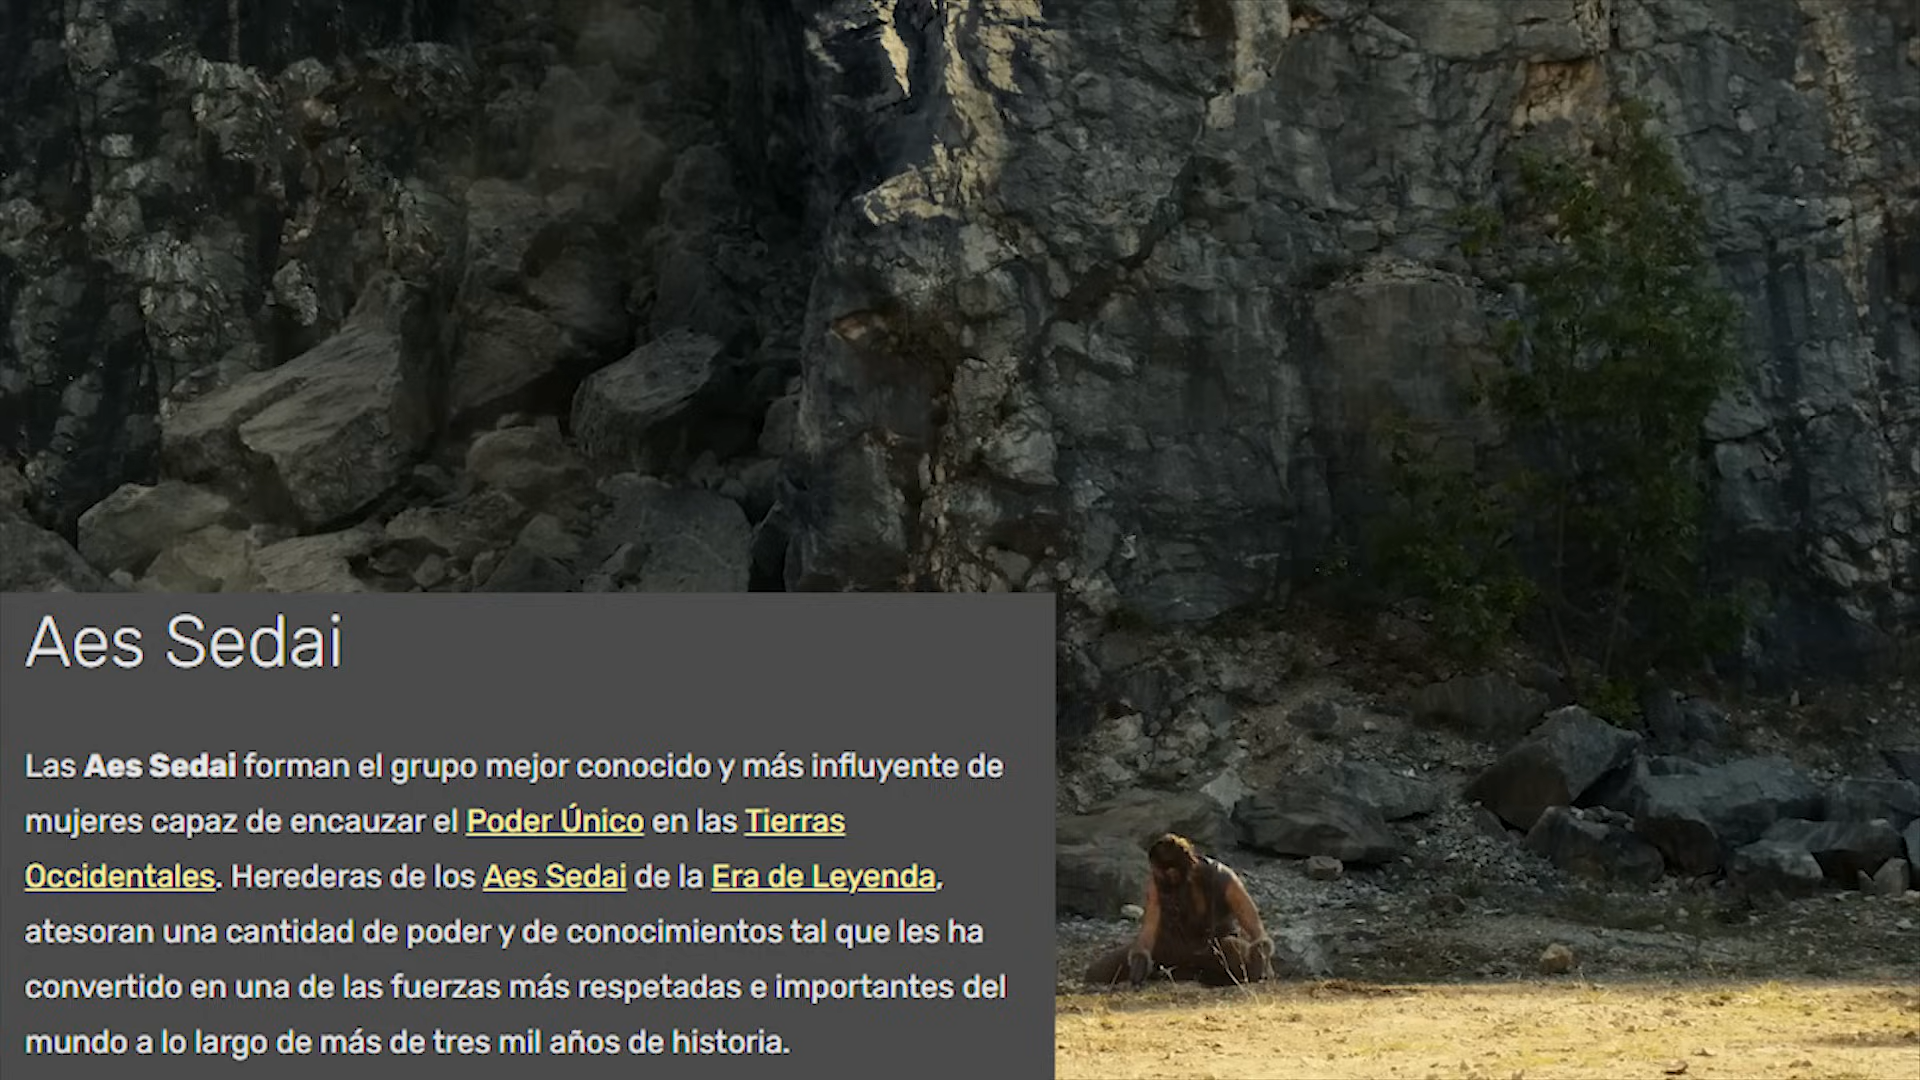 Aes Sedai
Las Aes Sedai forman el grupo mejor conocido y más influyente de
mujeres capaz de encauzar el Poder Único en las Tierras
Occidentales. Herederas de los Aes Sedai de la Era de Leyenda,
atesoran una cantidad de poder y de conocimientos tal que les ha
convertido en una de las fuerzas más respetadas e importantes del
mundo a lo largo de más de tres mil años de historia.